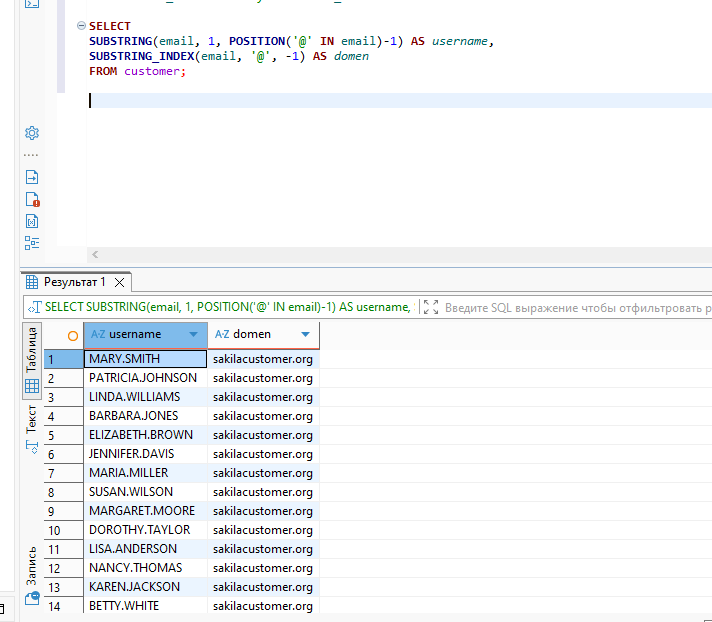 SELECT
SUBSTRING(email, 1, POSITION('@' IN email)-1) AS username,
SUBSTRING_INDEX(email, '@', -1) AS domen
FROM customer;
Результат 1
SELECT SUBSTRING(email, 1, POSITION('@' IN email)-1) AS username,
Введите SQL выражение чтобы отфильтровать р
Таблица
Текст
Запись
A-Z username A-Z domen
1 MARY.SMITH sakilacustomer.org
2 PATRICIA.JOHNSON sakilacustomer.org
3 LINDA.WILLIAMS sakilacustomer.org
4 BARBARA.JONES sakilacustomer.org
5 ELIZABETH.BROWN sakilacustomer.org
6 JENNIFER.DAVIS sakilacustomer.org
7 MARIA.MILLER sakilacustomer.org
8 SUSAN.WILSON sakilacustomer.org
9 MARGARET.MOORE sakilacustomer.org
10 DOROTHY.TAYLOR sakilacustomer.org
11 LISA.ANDERSON sakilacustomer.org
12 NANCY.THOMAS sakilacustomer.org
13 KAREN.JACKSON sakilacustomer.org
14 BETTY.WHITE sakilacustomer.org